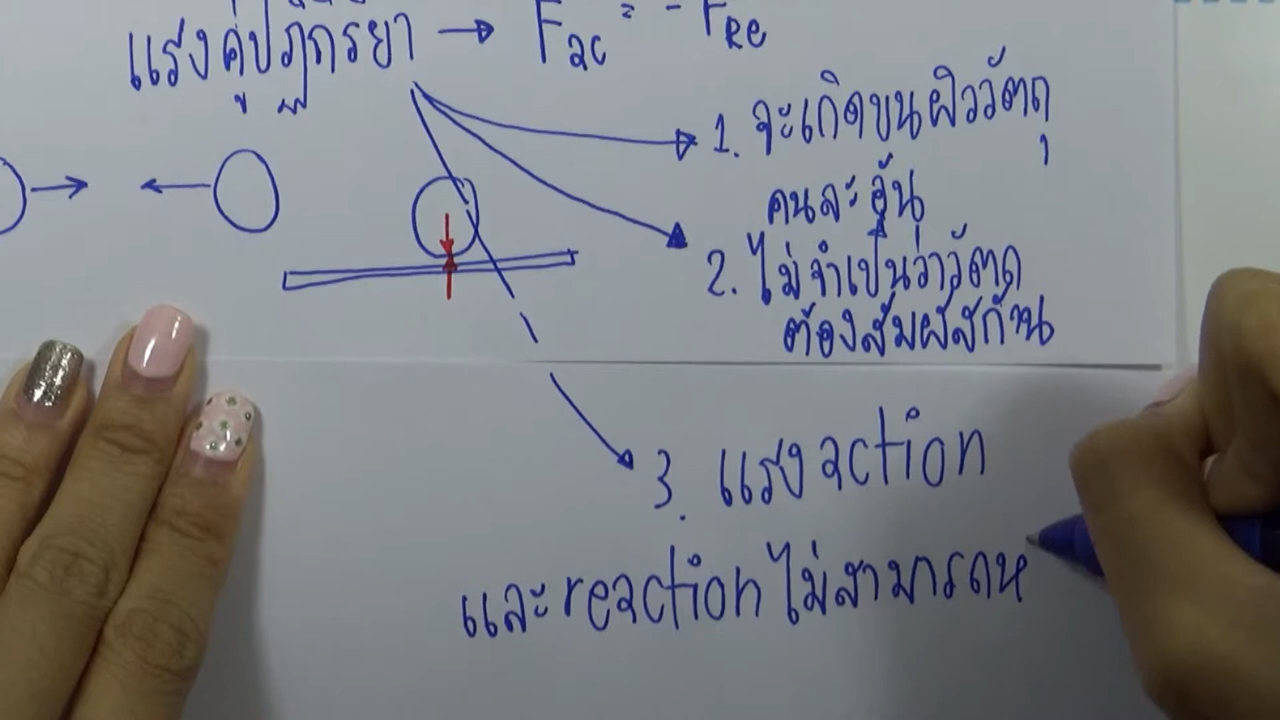 แรงคู่ปฏิกิริยา → Fac = - FRe
1. จะเกิดบนผิววัตถุ
คนละอัน
2. ไม่จำเป็นว่าวัตถุ
ต้องสัมผัสกัน
3. แรง action
และ reaction ไม่สามารถห